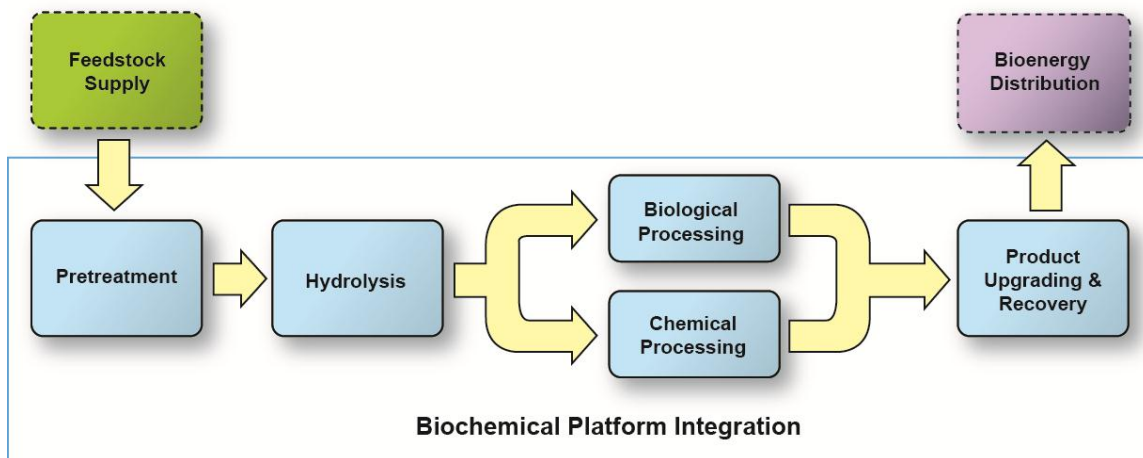 Feedstock
Supply
Bioenergy
Distribution
Pretreatment
Hydrolysis
Biological
Processing
Chemical
Processing
Product
Upgrading &
Recovery
Biochemical Platform Integration